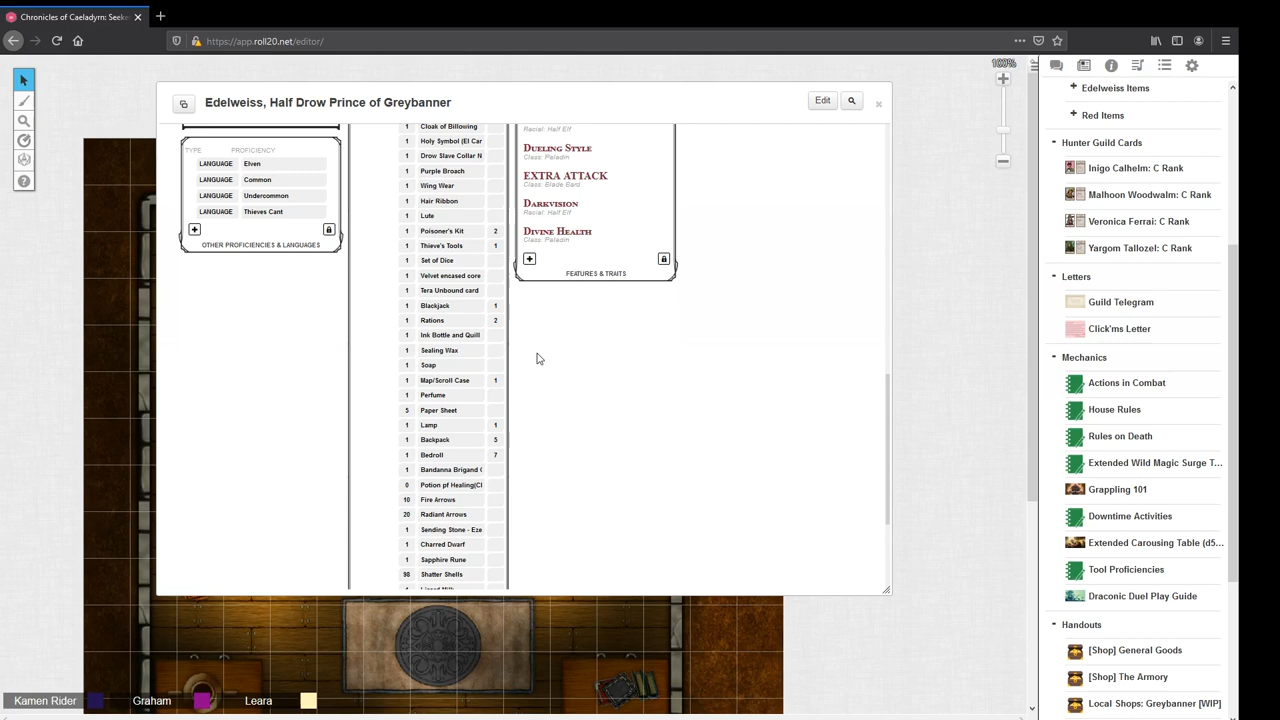 Chronicles of Caeladyrn: Seeke
https://app.roll20.net/editor/
100%
Edelweiss, Half Drow Prince of Greybanner
Edit
TYPE PROFICIENCY
LANGUAGE Elven
LANGUAGE Common
LANGUAGE Undercommon
LANGUAGE Thieves Cant
OTHER PROFICIENCIES & LANGUAGES
1 Cloak of Billowing
1 Holy Symbol (El Car
1 Drow Slave Collar N
1 Purple Broach
1 Wing Wear
1 Hair Ribbon
1 Lute
1 Poisoner's Kit 2
1 Thieve's Tools 1
1 Set of Dice
1 Velvet encased core
1 Tera Unbound card
1 Blackjack 1
1 Rations 2
1 Ink Bottle and Quill
1 Sealing Wax
1 Soap
1 Map/Scroll Case 1
1 Perfume
5 Paper Sheet
1 Lamp 1
1 Backpack 5
1 Bedroll 7
1 Bandanna Brigand
0 Potion pf Healing(Cl
10 Fire Arrows
20 Radiant Arrows
1 Sending Stone - Eze
1 Charred Dwarf
1 Sapphire Rune
98 Shatter Shells
Racial: Half Elf
DUELING STYLE
Class: Paladin
EXTRA ATTACK
Class: Blade Bard
DARKVISION
Racial: Half Elf
DIVINE HEALTH
Class: Paladin
FEATURES & TRAITS
Edelweiss Items
Red Items
Hunter Guild Cards
Inigo Calhelm: C Rank
Malhoon Woodwalm: C Rank
Veronica Ferrai: C Rank
Yargom Tallozel: C Rank
Letters
Guild Telegram
Click'ms Letter
Mechanics
Actions in Combat
House Rules
Rules on Death
Extended Wild Magic Surge T...
Grappling 101
Downtime Activities
Extended Carousing Table (d5...
Tool Proficiencies
Draconic Duel Play Guide
Handouts
[Shop] General Goods
[Shop] The Armory
Local Shops: Greybanner [WIP]
Kamen Rider
Graham
Leara